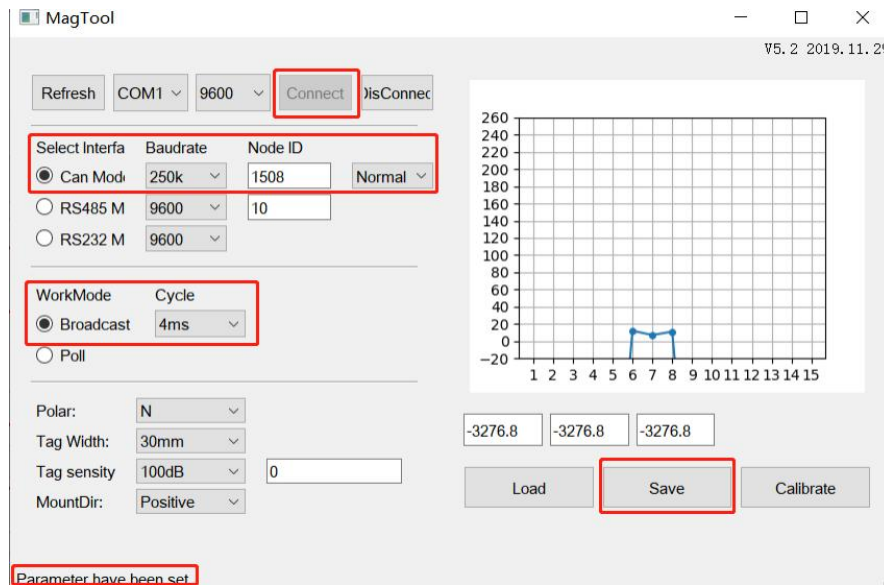 MagTool
V5.2 2019.11.29
Refresh COM1 9600 Connect DisConnec
Select Interfa Baudrate Node ID
Can Mod 250k 1508 Normal
RS485 M 9600 10
RS232 M 9600
WorkMode Cycle
Broadcast 4ms
Poll
Polar: N
Tag Width: 30mm
Tag sensity 100dB 0
MountDir: Positive
260
240
220
200
180
160
140
120
100
80
60
40
20
0
−20
1 2 3 4 5 6 7 8 9 10 11 12 13 14 15
-3276.8 -3276.8 -3276.8
Load Save Calibrate
Parameter have been set